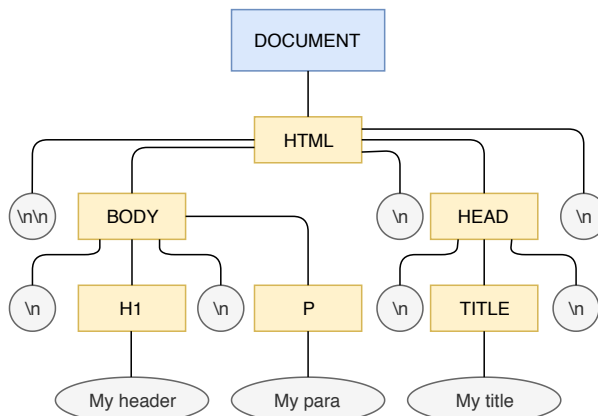 DOCUMENT
HTML
\n\n
BODY
\n
HEAD
\n
\n
H1
\n
P
\n
TITLE
\n
My header
My para
My title